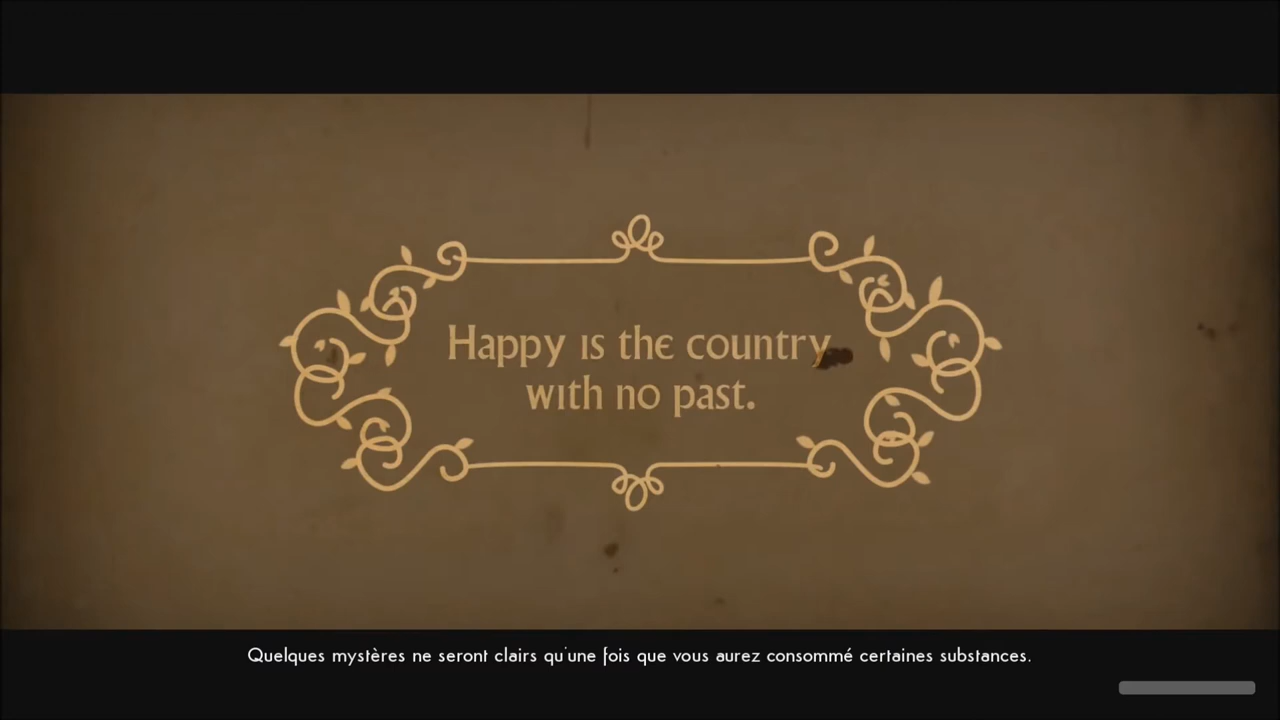 Happy is the country
with no past.
Quelques mystères ne seront clairs qu'une fois que vous aurez consommé certaines substances.